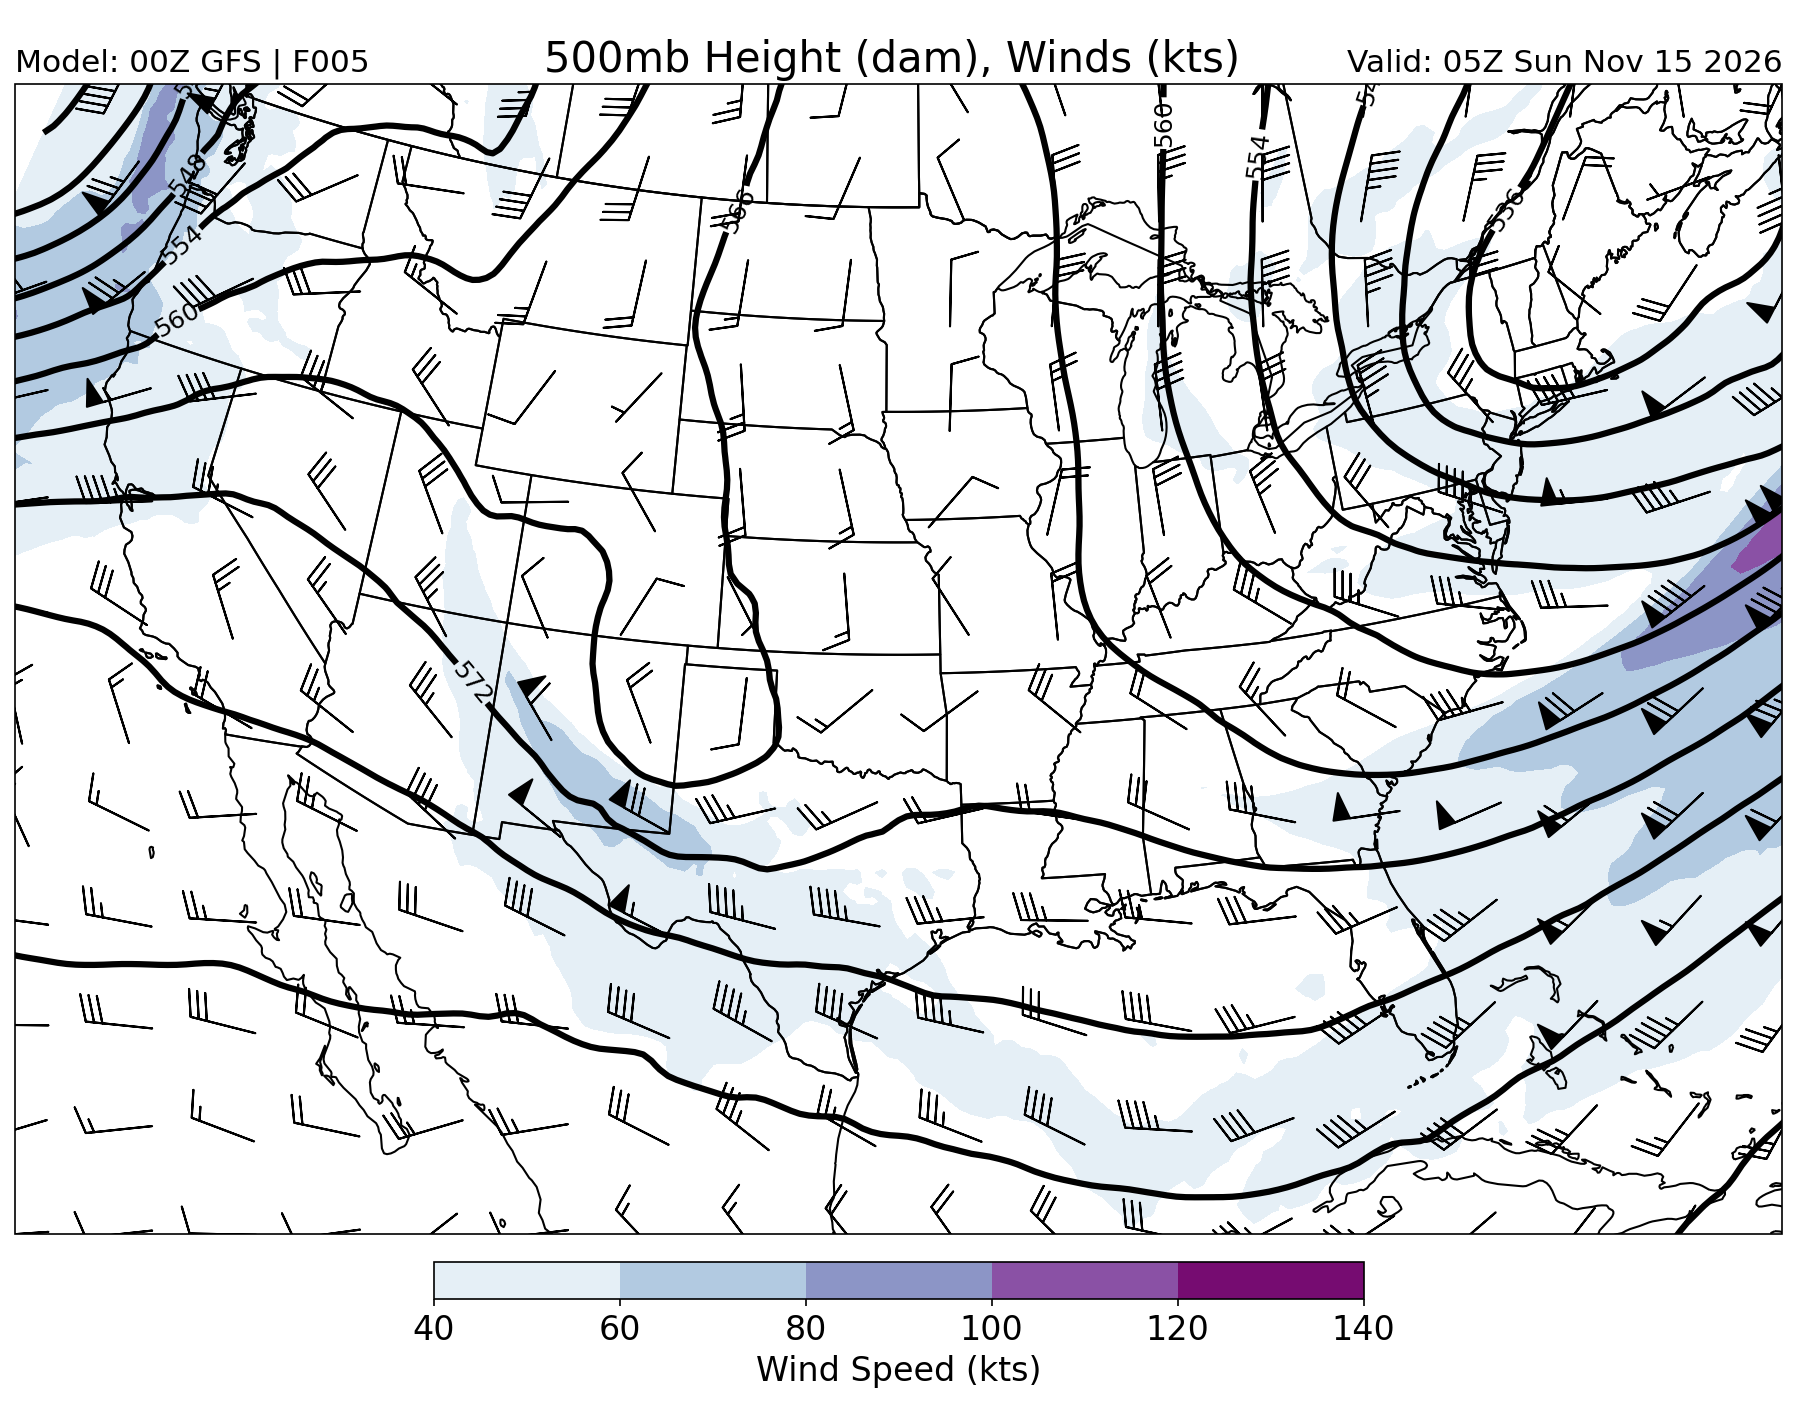 Model: 00Z GFS | F005
500mb Height (dam), Winds (kts)
Valid: 05Z Sun Nov 15 2026
548
554
560
566
572
560
554
536
40 60 80 100 120 140
Wind Speed (kts)